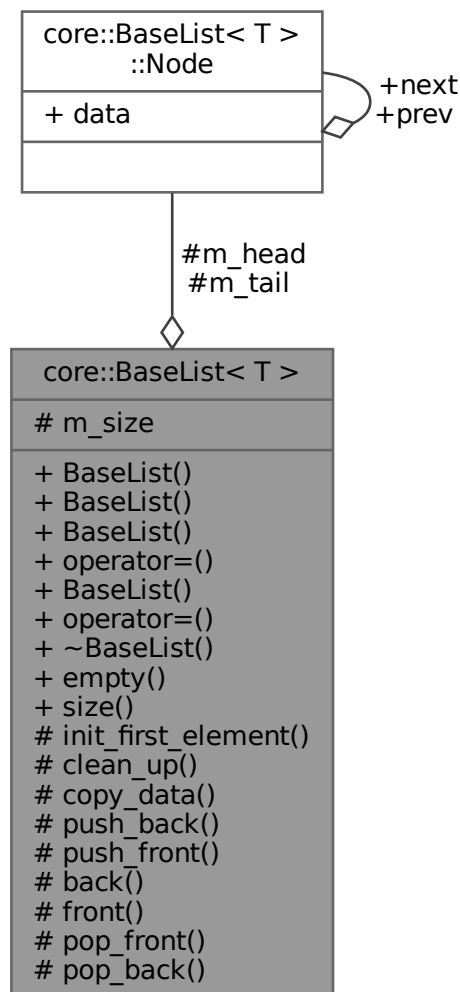 core::BaseList< T >
::Node
+ data
+next
+prev
#m_head
#m_tail
core::BaseList< T >
# m_size
+ BaseList()
+ BaseList()
+ BaseList()
+ operator=()
+ BaseList()
+ operator=()
+ ~BaseList()
+ empty()
+ size()
# init_first_element()
# clean_up()
# copy_data()
# push_back()
# push_front()
# back()
# front()
# pop_front()
# pop_back()